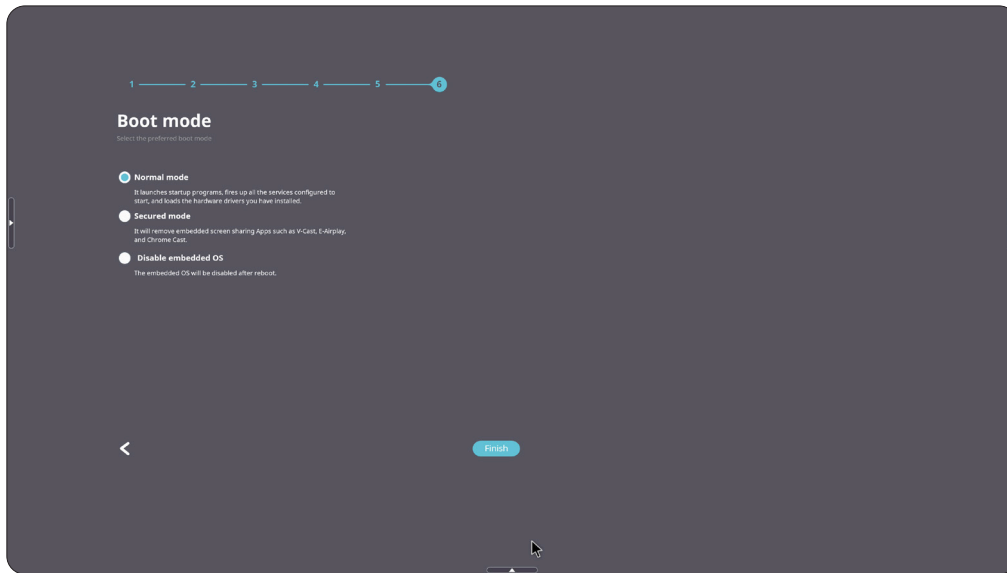 1 2 3 4 5 6
Boot mode
Select the preferred boot mode
Normal mode
It launches startup programs, fires up all the services configured to
start, and loads the hardware drivers you have installed.
Secured mode
It will remove embedded screen sharing Apps such as V-Cast, E-Airplay,
and Chrome Cast.
Disable embedded OS
The embedded OS will be disabled after reboot.
Finish